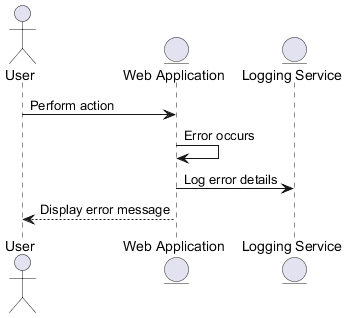 User
Web Application
Logging Service
Perform action
Error occurs
Log error details
Display error message
User
Web Application
Logging Service